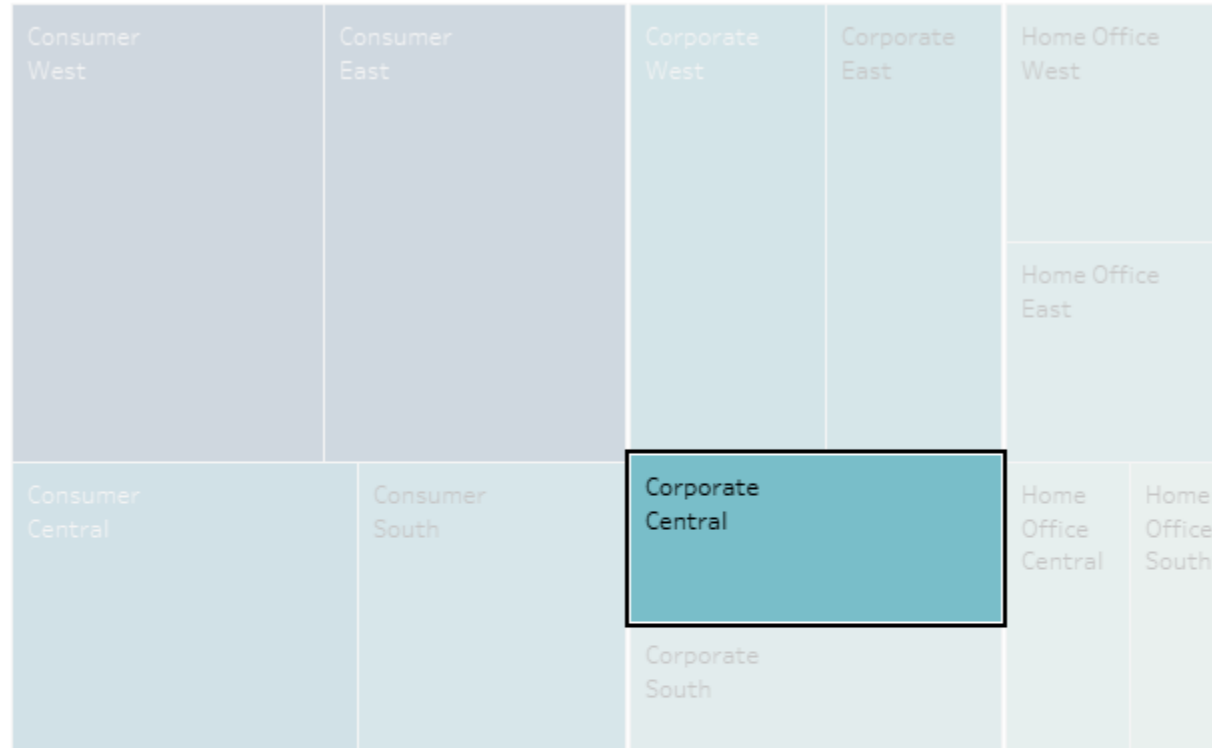 Consumer
West
Consumer
East
Corporate
West
Corporate
East
Home Office
West
Home Office
East
Consumer
Central
Consumer
South
Corporate
Central
Home
Office
Central
Home
Office
South
Corporate
South